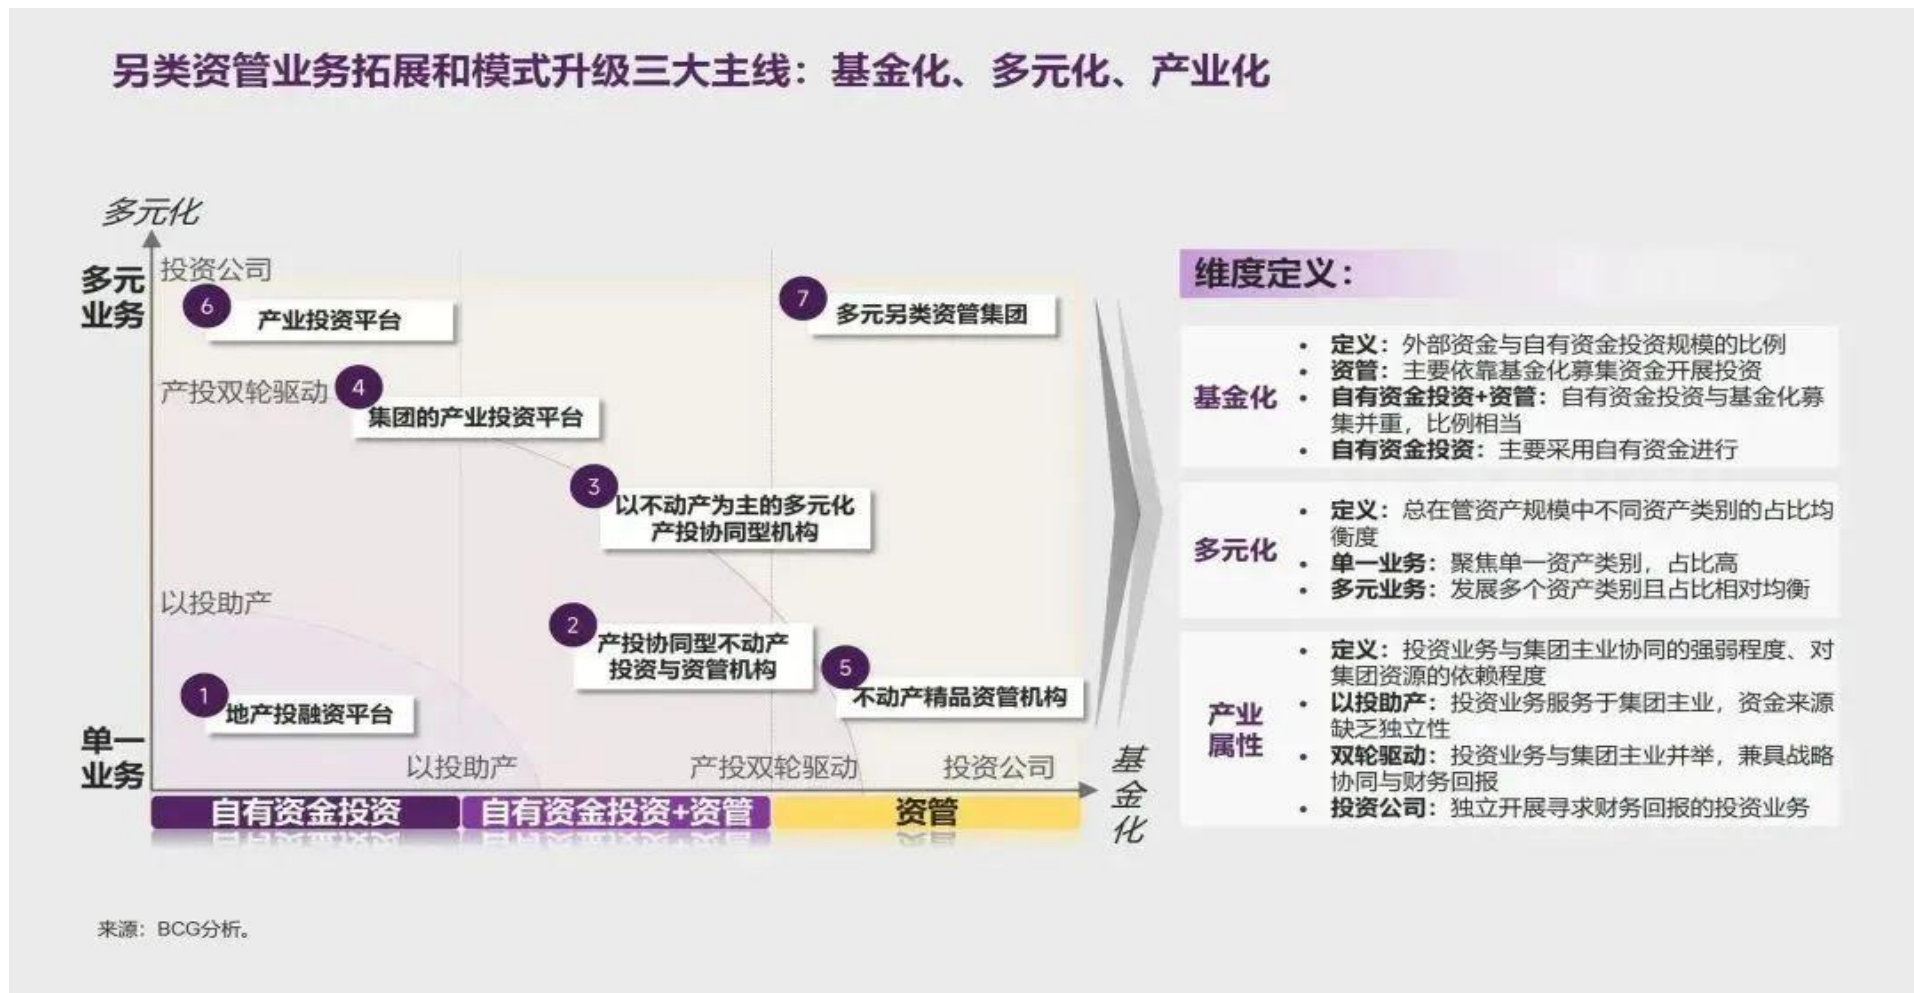 另类资管业务拓展和模式升级三大主线：基金化、多元化、产业化
多元化
多元
业务
投资公司
6
产业投资平台
7
多元另类资管集团
产投双轮驱动
4
集团的产业投资平台
3
以不动产为主的多元化
产投协同型机构
以投助产
2
产投协同型不动产
投资与资管机构
5
不动产精品资管机构
1
地产投融资平台
单一
业务
以投助产
产投双轮驱动
投资公司
基
金
化
自有资金投资
自有资金投资+资管
资管
维度定义：
基金化
• 定义：外部资金与自有资金投资规模的比例
• 资管：主要依靠基金化募集资金开展投资
• 自有资金投资+资管：自有资金投资与基金化募
集并重，比例相当
• 自有资金投资：主要采用自有资金进行
多元化
• 定义：总在管资产规模中不同资产类别的占比均
衡度
• 单一业务：聚焦单一资产类别，占比高
• 多元业务：发展多个资产类别且占比相对均衡
产业
属性
• 定义：投资业务与集团主业协同的强弱程度、对
集团资源的依赖程度
• 以投助产：投资业务服务于集团主业，资金来源
缺乏独立性
• 双轮驱动：投资业务与集团主业并举，兼具战略
协同与财务回报
• 投资公司：独立开展寻求财务回报的投资业务
来源：BCG分析。